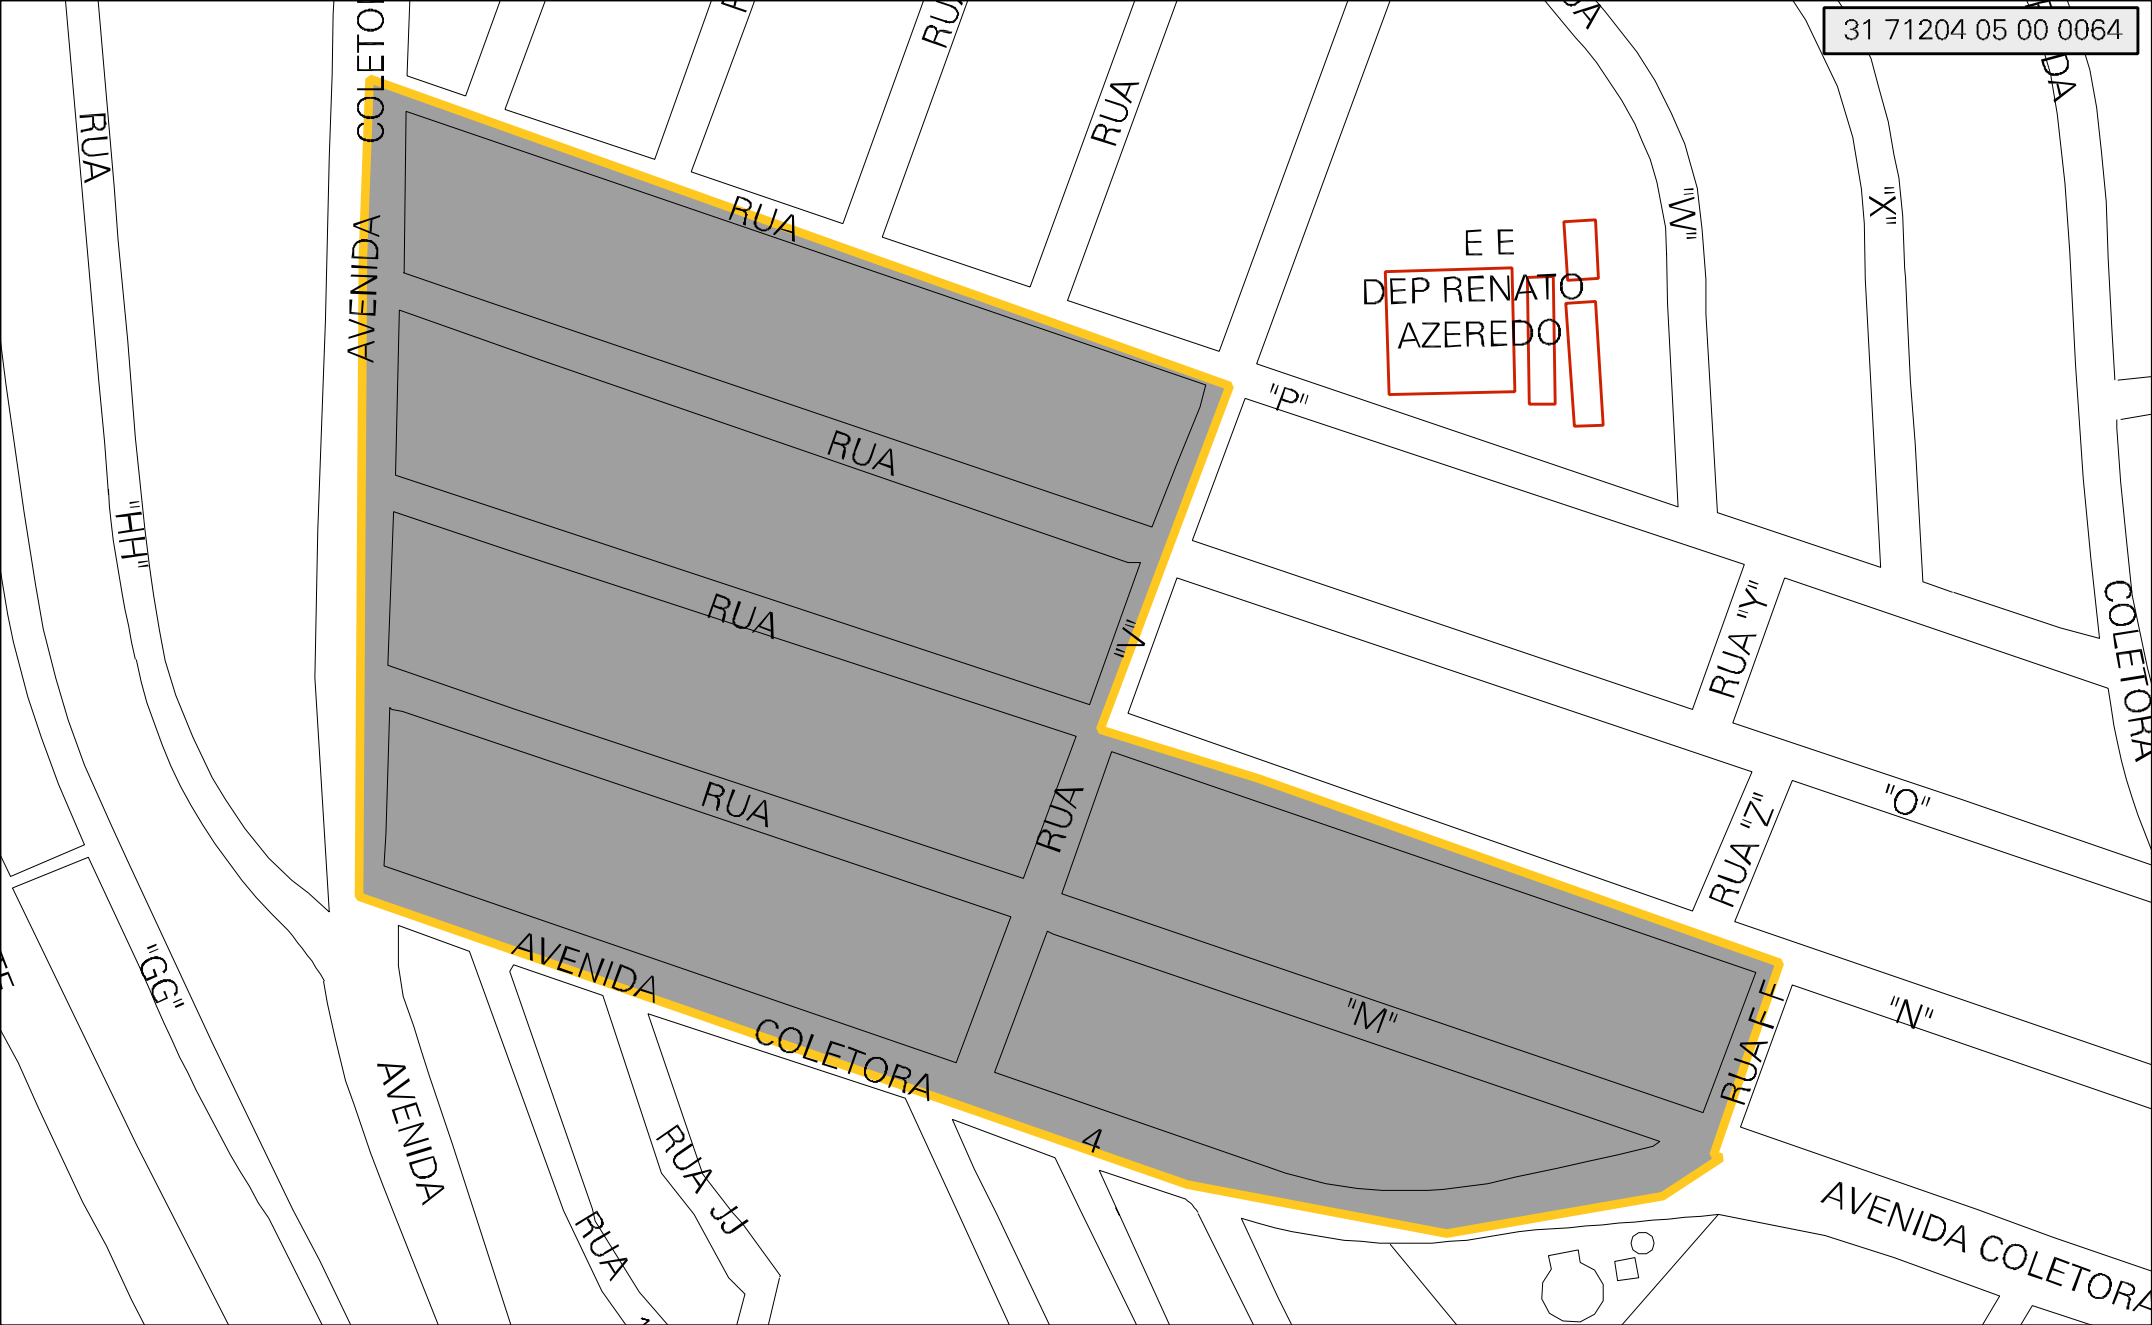 31 71204 05 00 0064
COLETO
RUA
RUA
RUA
"W"
"X"
E E
DEP RENATO
AZEREDO
AVENIDA
RUA
"P"
RUA
"HH"
RUA
"V"
RUA "Y"
COLETORA
RUA
RUA
RUA "Z"
"O"
AVENIDA
"GG"
COLETORA
"M"
RUA F F
"N"
4
AVENIDA
RUA JJ
RUA
AVENIDA COLETORA